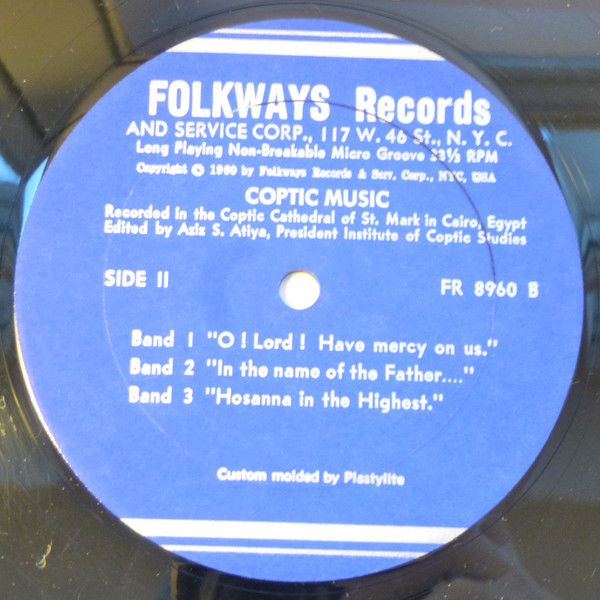 FOLKWAYS Records
AND SERVICE CORP., 117 W. 46 St., N. Y. C.
Long Playing Non-Breakable Micro Groove 33⅓ RPM
Copyright © 1960 by Folkways Records & Serv. Corp., NYC, USA
COPTIC MUSIC
Recorded in the Coptic Cathedral of St. Mark in Cairo, Egypt
Edited by Aziz S. Atiya, President Institute of Coptic Studies
SIDE II FR 8960 B
Band 1 "O! Lord! Have mercy on us."
Band 2 "In the name of the Father...."
Band 3 "Hosanna in the Highest."
Custom molded by Plastylite